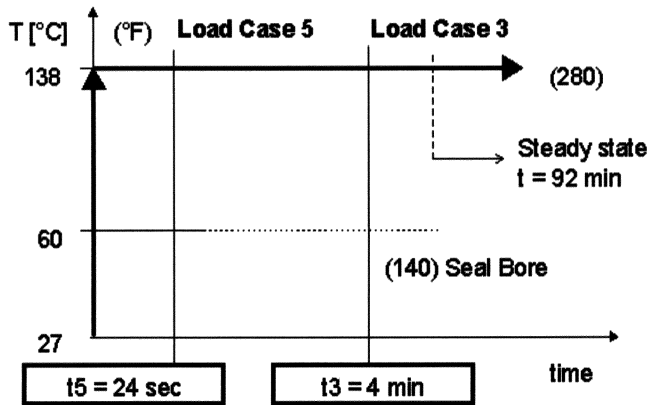 T [°C] (°F) Load Case 5 Load Case 3
138 (280)
Steady state
t = 92 min
60
(140) Seal Bore
27
time
t5 = 24 sec t3 = 4 min